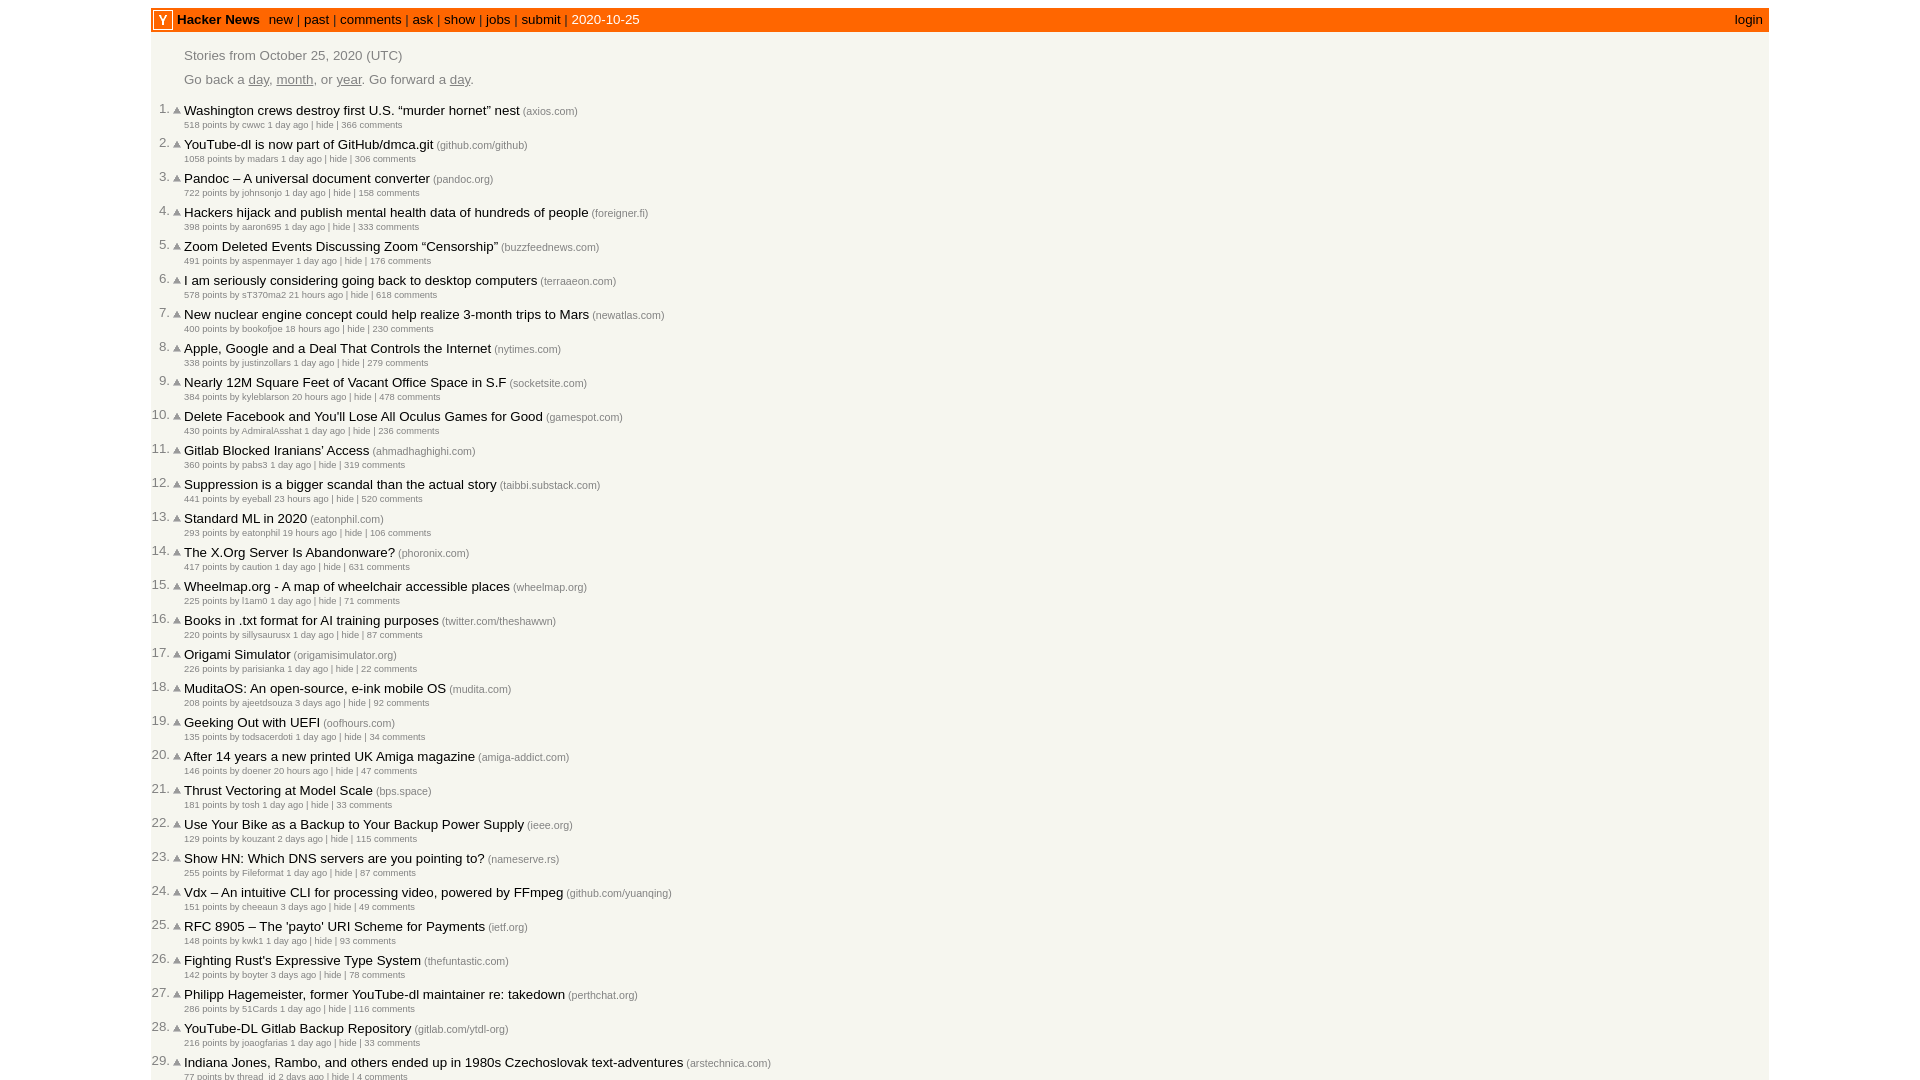 Y Hacker News new | past | comments | ask | show | jobs | submit | 2020-10-25 login
Stories from October 25, 2020 (UTC)
Go back a day, month, or year. Go forward a day.
1. Washington crews destroy first U.S. “murder hornet” nest (axios.com)
518 points by cwwc 1 day ago | hide | 366 comments
2. YouTube-dl is now part of GitHub/dmca.git (github.com/github)
1058 points by madars 1 day ago | hide | 306 comments
3. Pandoc – A universal document converter (pandoc.org)
722 points by johnsonjo 1 day ago | hide | 158 comments
4. Hackers hijack and publish mental health data of hundreds of people (foreigner.fi)
398 points by aaron695 1 day ago | hide | 333 comments
5. Zoom Deleted Events Discussing Zoom “Censorship” (buzzfeednews.com)
491 points by aspenmayer 1 day ago | hide | 176 comments
6. I am seriously considering going back to desktop computers (terraaeon.com)
578 points by sT370ma2 21 hours ago | hide | 618 comments
7. New nuclear engine concept could help realize 3-month trips to Mars (newatlas.com)
400 points by bookofjoe 18 hours ago | hide | 230 comments
8. Apple, Google and a Deal That Controls the Internet (nytimes.com)
338 points by justinzollars 1 day ago | hide | 279 comments
9. Nearly 12M Square Feet of Vacant Office Space in S.F (socketsite.com)
384 points by kyleblarson 20 hours ago | hide | 478 comments
10. Delete Facebook and You'll Lose All Oculus Games for Good (gamespot.com)
430 points by AdmiralAsshat 1 day ago | hide | 236 comments
11. Gitlab Blocked Iranians’ Access (ahmadhaghighi.com)
360 points by pabs3 1 day ago | hide | 319 comments
12. Suppression is a bigger scandal than the actual story (taibbi.substack.com)
441 points by eyeball 23 hours ago | hide | 520 comments
13. Standard ML in 2020 (eatonphil.com)
293 points by eatonphil 19 hours ago | hide | 106 comments
14. The X.Org Server Is Abandonware? (phoronix.com)
417 points by caution 1 day ago | hide | 631 comments
15. Wheelmap.org - A map of wheelchair accessible places (wheelmap.org)
225 points by l1am0 1 day ago | hide | 71 comments
16. Books in .txt format for AI training purposes (twitter.com/theshawwn)
220 points by sillysaurusx 1 day ago | hide | 87 comments
17. Origami Simulator (origamisimulator.org)
226 points by parisianka 1 day ago | hide | 22 comments
18. MuditaOS: An open-source, e-ink mobile OS (mudita.com)
208 points by ajeetdsouza 3 days ago | hide | 92 comments
19. Geeking Out with UEFI (oofhours.com)
135 points by todsacerdoti 1 day ago | hide | 34 comments
20. After 14 years a new printed UK Amiga magazine (amiga-addict.com)
146 points by doener 20 hours ago | hide | 47 comments
21. Thrust Vectoring at Model Scale (bps.space)
181 points by tosh 1 day ago | hide | 33 comments
22. Use Your Bike as a Backup to Your Backup Power Supply (ieee.org)
129 points by kouzant 2 days ago | hide | 115 comments
23. Show HN: Which DNS servers are you pointing to? (nameserve.rs)
255 points by Fileformat 1 day ago | hide | 87 comments
24. Vdx – An intuitive CLI for processing video, powered by FFmpeg (github.com/yuanqing)
151 points by cheeaun 3 days ago | hide | 49 comments
25. RFC 8905 – The 'payto' URI Scheme for Payments (ietf.org)
148 points by kwk1 1 day ago | hide | 93 comments
26. Fighting Rust's Expressive Type System (thefuntastic.com)
142 points by boyter 3 days ago | hide | 78 comments
27. Philipp Hagemeister, former YouTube-dl maintainer re: takedown (perthchat.org)
286 points by 51Cards 1 day ago | hide | 116 comments
28. YouTube-DL Gitlab Backup Repository (gitlab.com/ytdl-org)
216 points by joaogfarias 1 day ago | hide | 33 comments
29. Indiana Jones, Rambo, and others ended up in 1980s Czechoslovak text-adventures (arstechnica.com)
77 points by thread_id 2 days ago | hide | 4 comments